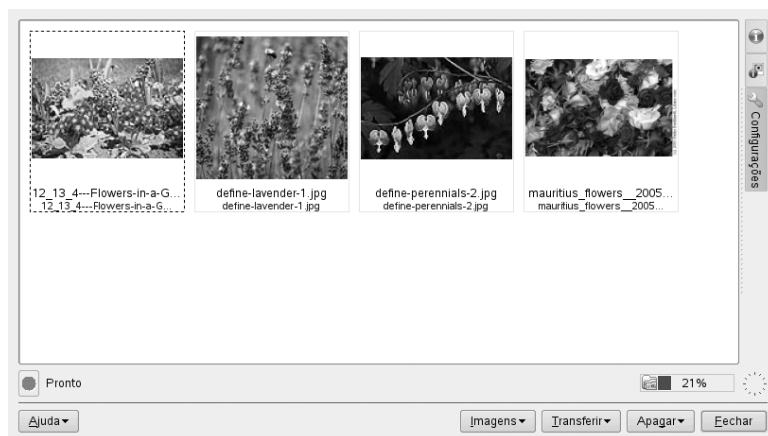 12_13_4---Flowers-in-a-G...
12_13_4---Flowers-in-a-G...
define-lavender-1.jpg
define-lavender-1.jpg
define-perennials-2.jpg
define-perennials-2.jpg
mauritius_flowers__2005...
mauritius_flowers__2005...
Configurações
Pronto
21%
Ajuda
Imagens
Transferir
Apagar
Fechar